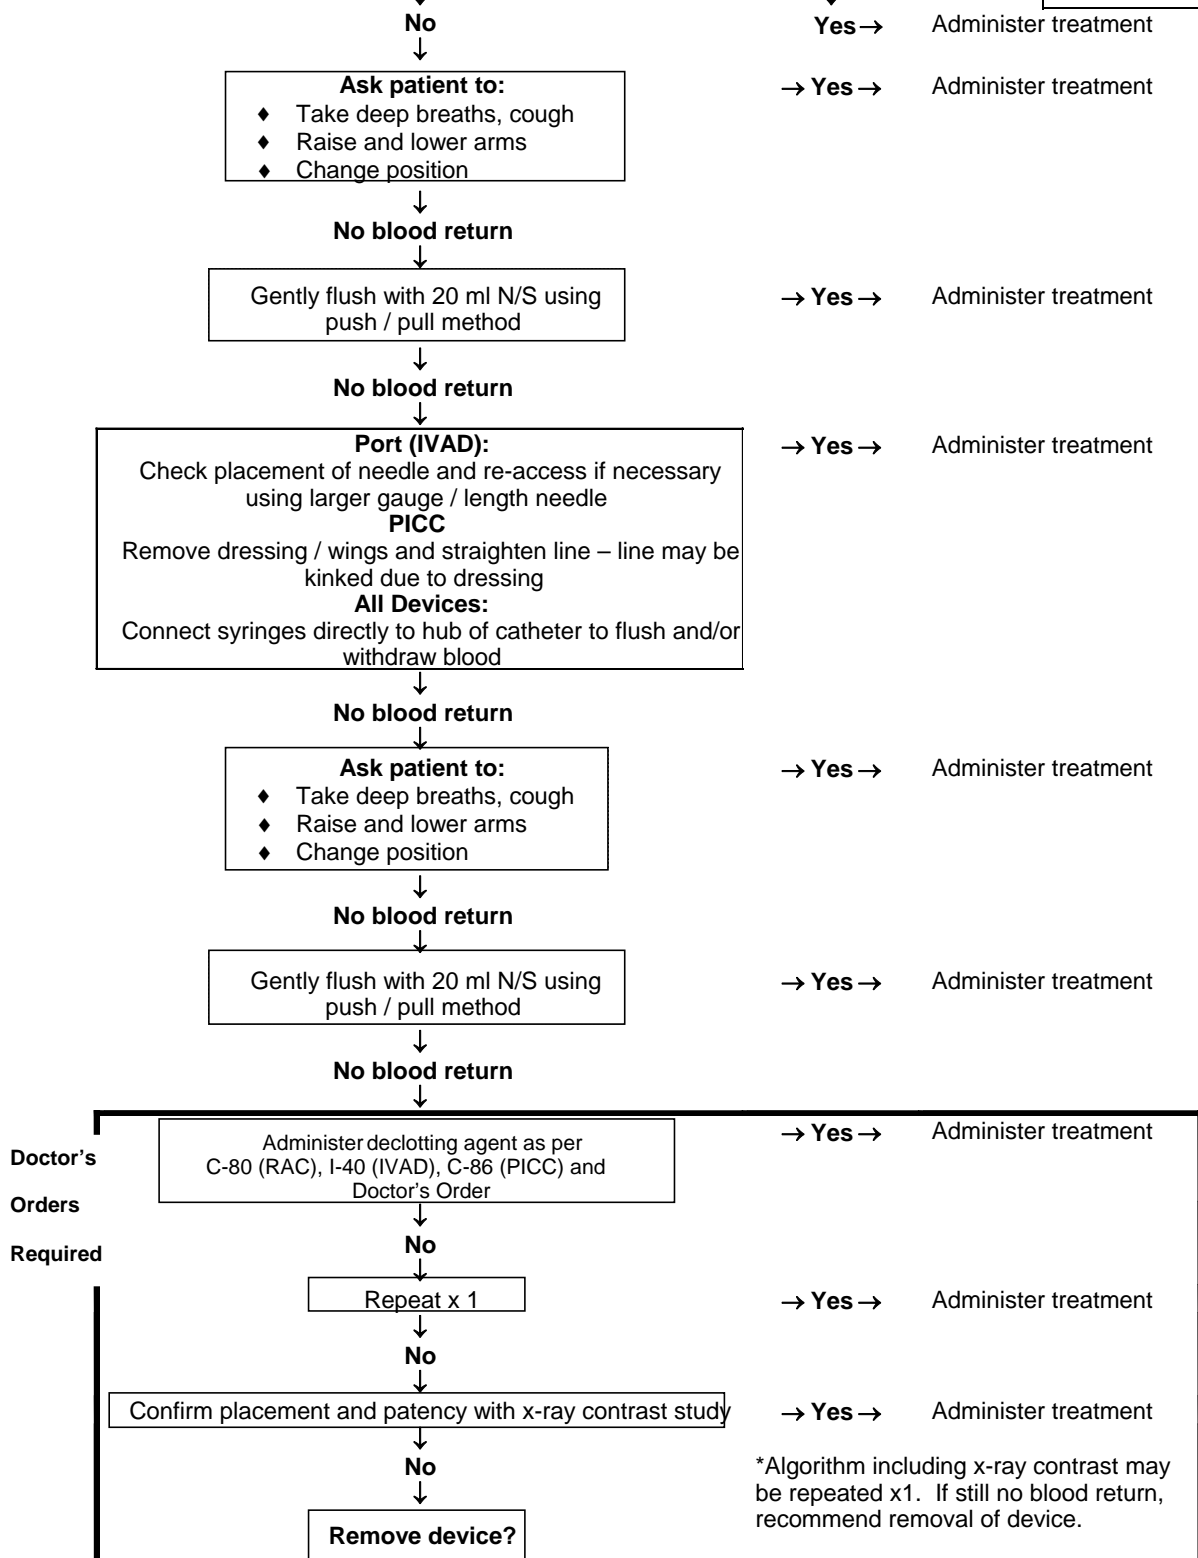 No
Yes→ Administer treatment
↓
Ask patient to:
♦ Take deep breaths, cough
♦ Raise and lower arms
♦ Change position
→ Yes → Administer treatment
↓
No blood return
↓
Gently flush with 20 ml N/S using
push / pull method
→ Yes → Administer treatment
↓
No blood return
↓
Port (IVAD):
Check placement of needle and re-access if necessary
using larger gauge / length needle
PICC
Remove dressing / wings and straighten line – line may be
kinked due to dressing
All Devices:
Connect syringes directly to hub of catheter to flush and/or
withdraw blood
→ Yes → Administer treatment
↓
No blood return
↓
Ask patient to:
♦ Take deep breaths, cough
♦ Raise and lower arms
♦ Change position
→ Yes → Administer treatment
↓
No blood return
↓
Gently flush with 20 ml N/S using
push / pull method
→ Yes → Administer treatment
↓
No blood return
↓
Doctor's
Orders
Required
Administer declotting agent as per
C-80 (RAC), I-40 (IVAD), C-86 (PICC) and
Doctor's Order
→ Yes → Administer treatment
↓
No
↓
Repeat x 1
→ Yes → Administer treatment
↓
No
↓
Confirm placement and patency with x-ray contrast study
→ Yes → Administer treatment
↓
No
↓
Remove device?
*Algorithm including x-ray contrast may
be repeated x1. If still no blood return,
recommend removal of device.